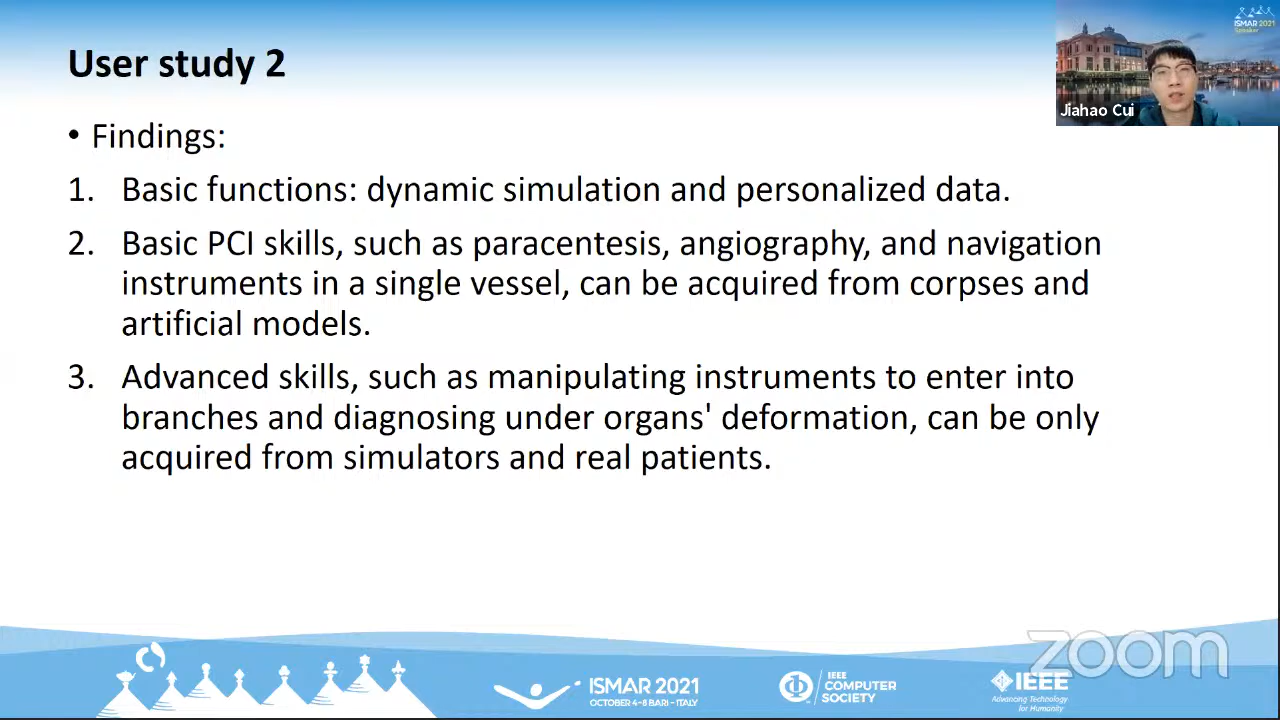 User study 2
ISMAR 2021
Speaker
Jiahao Cui
• Findings:
1. Basic functions: dynamic simulation and personalized data.
2. Basic PCI skills, such as paracentesis, angiography, and navigation
instruments in a single vessel, can be acquired from corpses and
artificial models.
3. Advanced skills, such as manipulating instruments to enter into
branches and diagnosing under organs' deformation, can be only
acquired from simulators and real patients.
zoom
ISMAR 2021
OCTOBER 4-8 BARI - ITALY
IEEE
COMPUTER
SOCIETY
IEEE
Advancing Technology
for Humanity